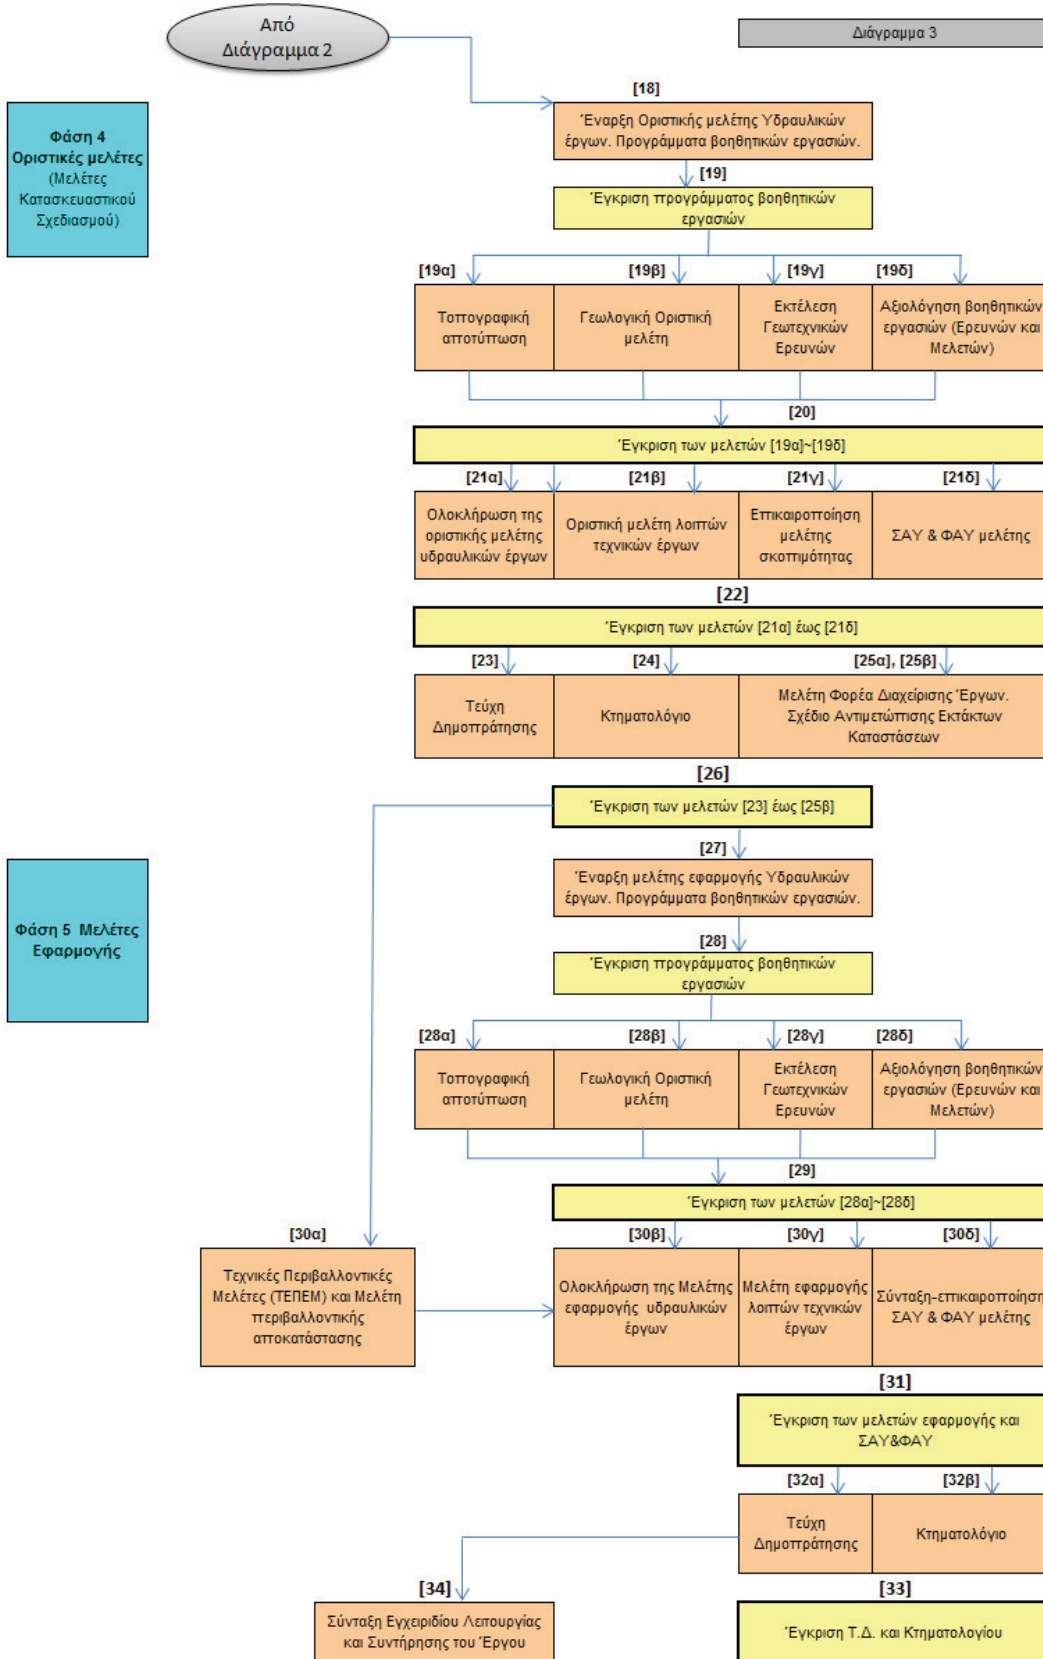 Από
Διάγραμμα 2
Διάγραμμα 3
Φάση 4
Οριστικές μελέτες
(Μελέτες
Κατασκευαστικού
Σχεδιασμού)
[18]
Έναρξη Οριστικής μελέτης Υδραυλικών
έργων. Προγράμματα βοηθητικών εργασιών.
[19]
Έγκριση προγράμματος βοηθητικών
εργασιών
[19α]
[19β]
[19γ]
[19δ]
Τοπογραφική
αποτύπωση
Γεωλογική Οριστική
μελέτη
Εκτέλεση
Γεωτεχνικών
Ερευνών
Αξιολόγηση βοηθητικών
εργασιών (Ερευνών και
Μελετών)
[20]
Έγκριση των μελετών [19α]~[19δ]
[21α]
[21β]
[21γ]
[21δ]
Ολοκλήρωση της
οριστικής μελέτης
υδραυλικών έργων
Οριστική μελέτη λοιπών
τεχνικών έργων
Επικαιροποίηση
μελέτης
σκοπιμότητας
ΣΑΥ & ΦΑΥ μελέτης
[22]
Έγκριση των μελετών [21α] έως [21δ]
[23]
[24]
[25α], [25β]
Τεύχη
Δημοπράτησης
Κτηματολόγιο
Μελέτη Φορέα Διαχείρισης Έργων.
Σχέδιο Αντιμετώπισης Εκτάκτων
Καταστάσεων
[26]
Έγκριση των μελετών [23] έως [25β]
Φάση 5 Μελέτες
Εφαρμογής
[27]
Έναρξη μελέτης εφαρμογής Υδραυλικών
έργων. Προγράμματα βοηθητικών εργασιών.
[28]
Έγκριση προγράμματος βοηθητικών
εργασιών
[28α]
[28β]
[28γ]
[28δ]
Τοπογραφική
αποτύπωση
Γεωλογική Οριστική
μελέτη
Εκτέλεση
Γεωτεχνικών
Ερευνών
Αξιολόγηση βοηθητικών
εργασιών (Ερευνών και
Μελετών)
[29]
Έγκριση των μελετών [28α]~[28δ]
[30α]
[30β]
[30γ]
[30δ]
Τεχνικές Περιβαλλοντικές
Μελέτες (ΤΕΠΕΜ) και Μελέτη
περιβαλλοντικής
αποκατάστασης
Ολοκλήρωση της Μελέτης
εφαρμογής υδραυλικών
έργων
Μελέτη εφαρμογής
λοιπών τεχνικών
έργων
Σύνταξη-επικαιροποίηση
ΣΑΥ & ΦΑΥ μελέτης
[31]
Έγκριση των μελετών εφαρμογής και
ΣΑΥ&ΦΑΥ
[32α]
[32β]
Τεύχη
Δημοπράτησης
Κτηματολόγιο
[34]
[33]
Σύνταξη Εγχειριδίου Λειτουργίας
και Συντήρησης του Έργου
Έγκριση Τ.Δ. και Κτηματολογίου